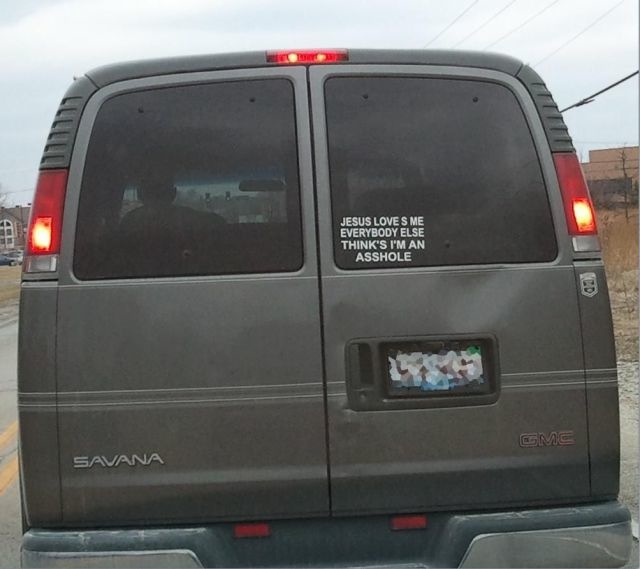 JESUS LOVE S ME
EVERYBODY ELSE
THINK'S I'M AN
ASSHOLE
SAVANA
GMC